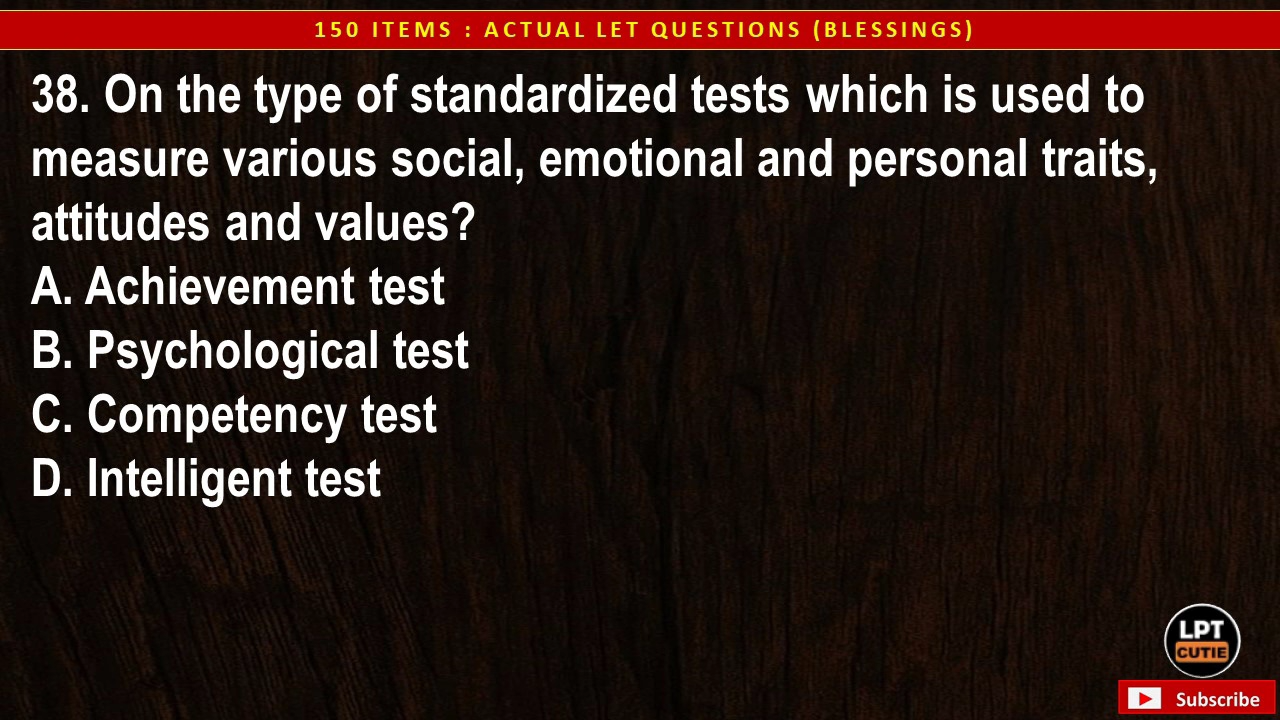 150 ITEMS : ACTUAL LET QUESTIONS (BLESSINGS)
38. On the type of standardized tests which is used to
measure various social, emotional and personal traits,
attitudes and values?
A. Achievement test
B. Psychological test
C. Competency test
D. Intelligent test
LPT
CUTIE
Subscribe